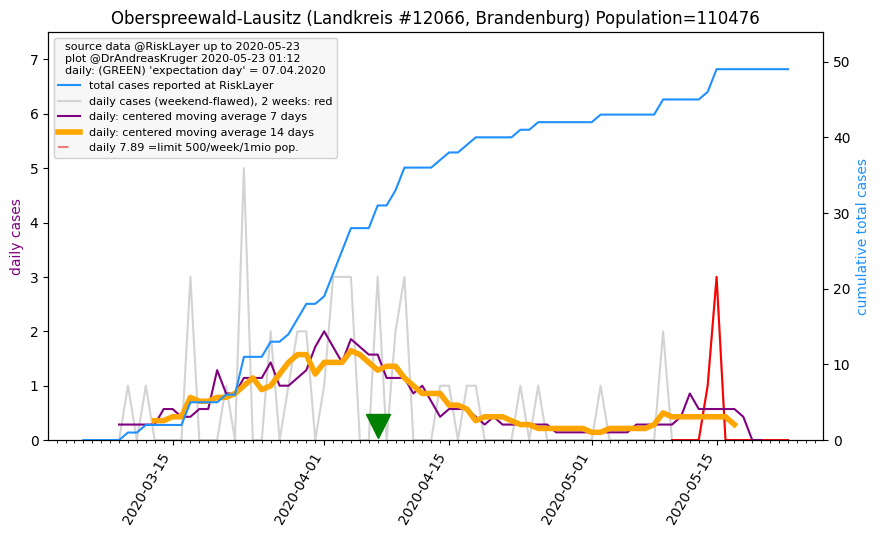 Oberspreewald-Lausitz (Landkreis #12066, Brandenburg) Population=110476
source data @RiskLayer up to 2020-05-23
plot @DrAndreasKruger 2020-05-23 01:12
daily: (GREEN) 'expectation day' = 07.04.2020
total cases reported at RiskLayer
daily cases (weekend-flawed), 2 weeks: red
daily: centered moving average 7 days
daily: centered moving average 14 days
daily 7.89 =limit 500/week/1mio pop.
daily cases
7
6
5
4
3
2
1
0
cumulative total cases
50
40
30
20
10
0
2020-03-15
2020-04-01
2020-04-15
2020-05-01
2020-05-15